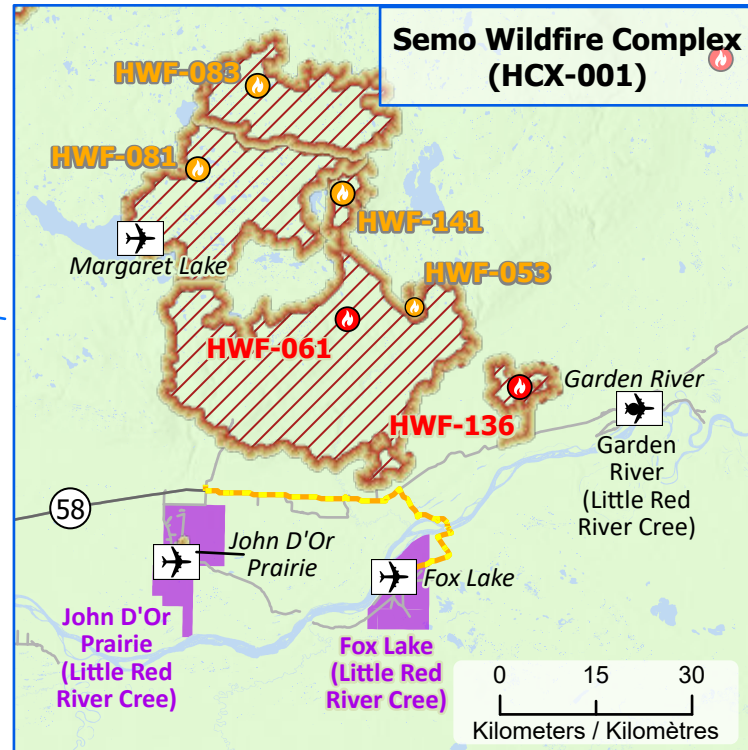 Semo Wildfire Complex
(HCX-001)
HWF-083
HWF-081
HWF-141
Margaret Lake
HWF-053
HWF-061
HWF-136
Garden River
Garden
River
(Little Red
River Cree)
58
John D'Or
Prairie
Fox Lake
John D'Or
Prairie
(Little Red
River Cree)
Fox Lake
(Little Red
River Cree)
0 15 30
Kilometers / Kilomètres